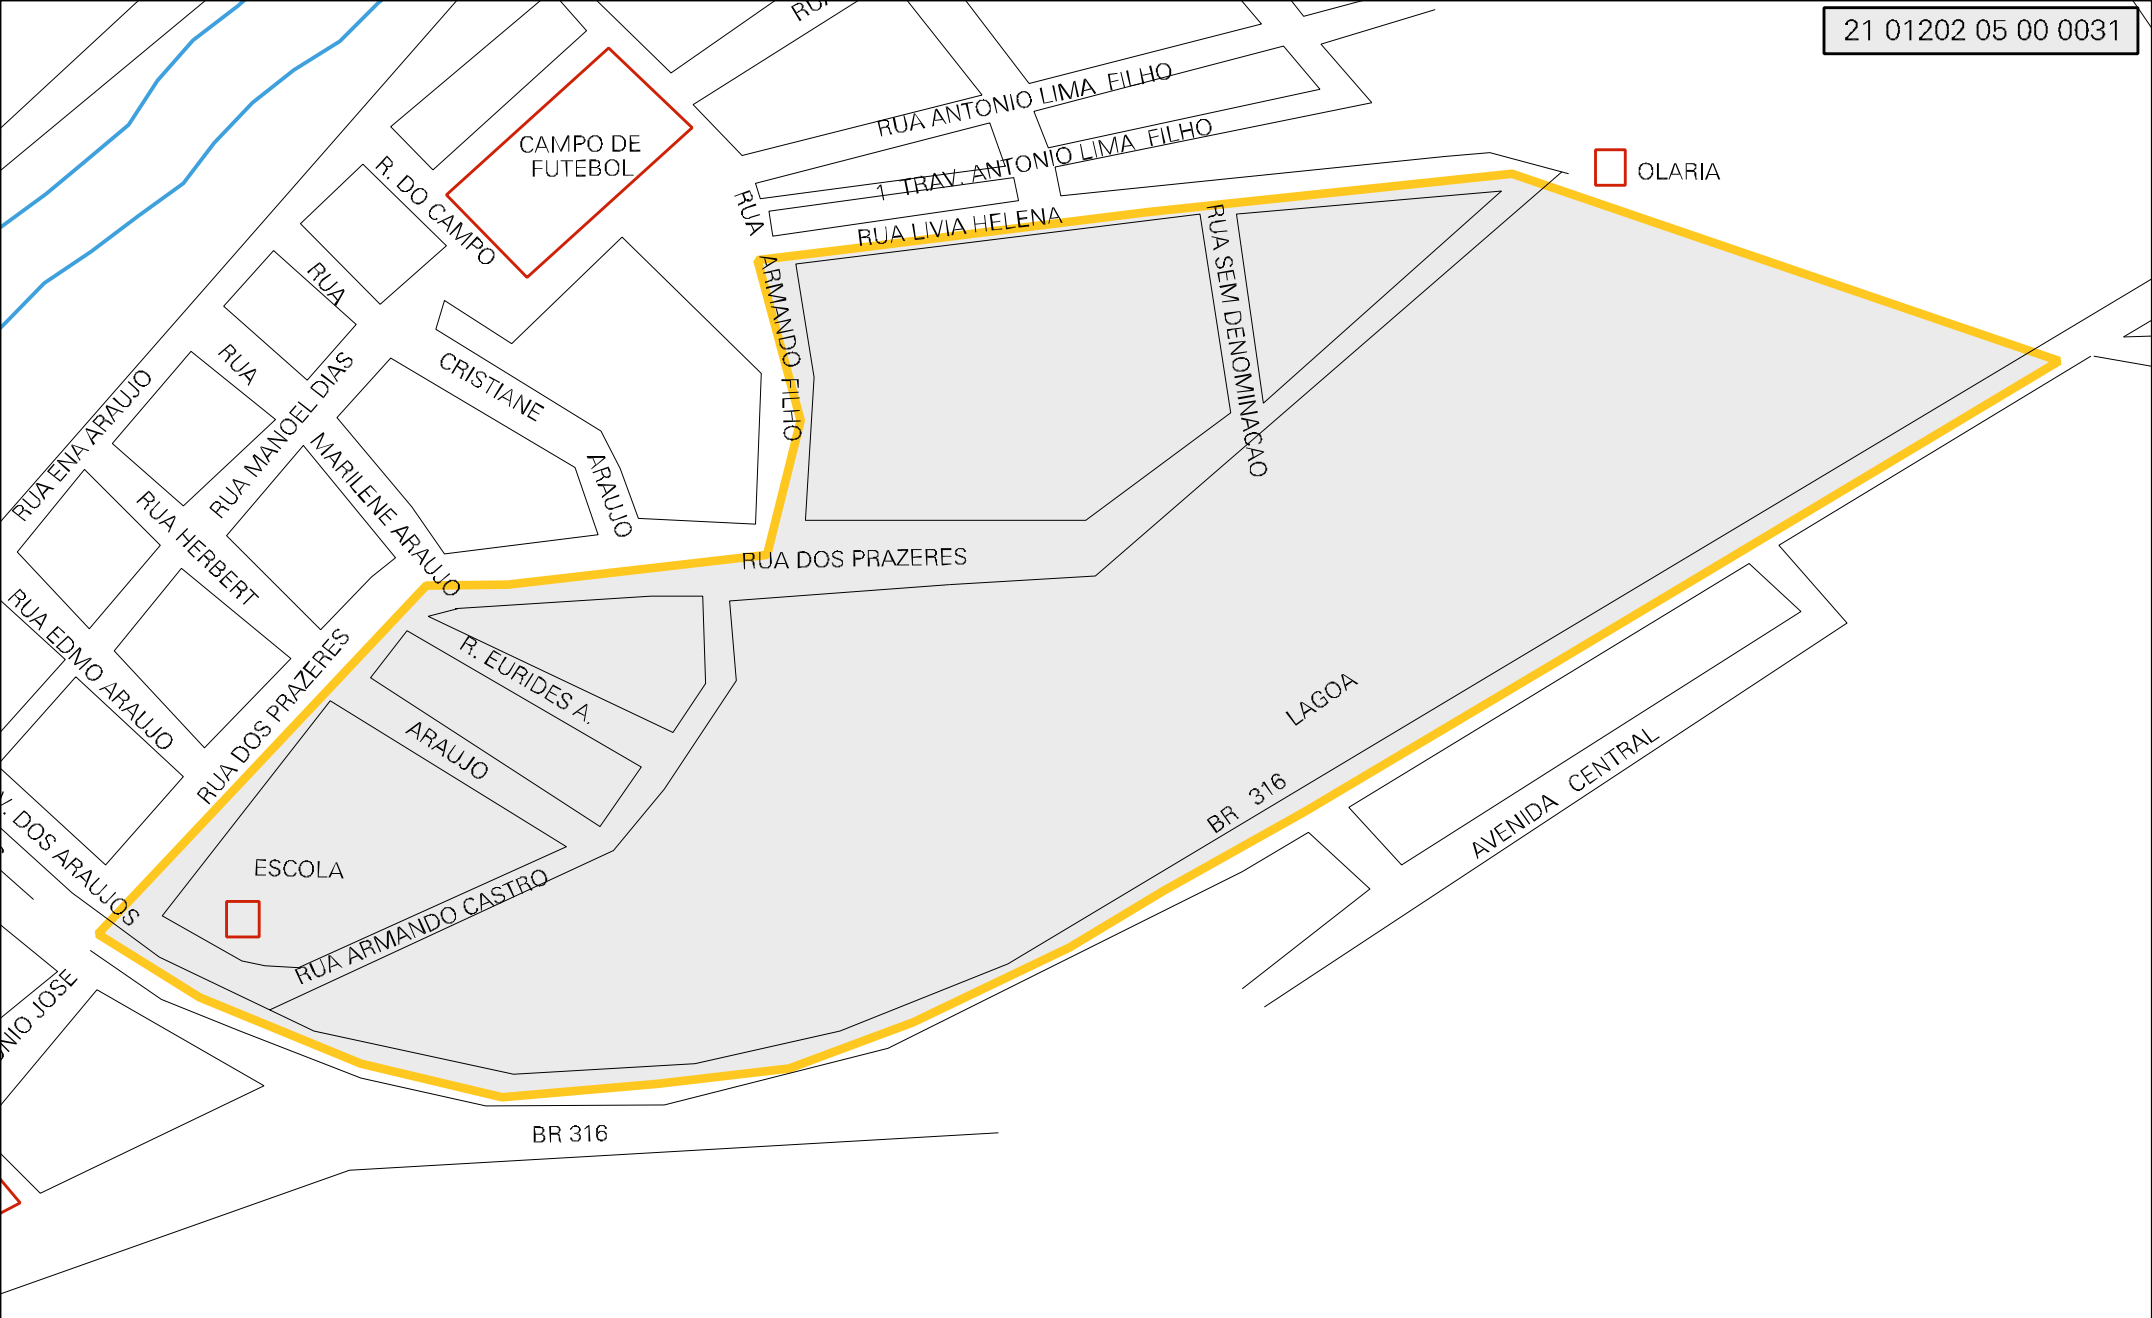 21 01202 05 00 0031
RUA ANTONIO LIMA FILHO
CAMPO DE
FUTEBOL
1 TRAV. ANTONIO LIMA FILHO
OLARIA
R. DO CAMPO
RUA
RUA LIVIA HELENA
RUA SEM DENOMINACAO
ARMANDO FILHO
RUA
RUA
CRISTIANE
ARAUJO
RUA ENA ARAUJO
RUA MANOEL DIAS
MARILENE ARAUJO
RUA HERBERT
RUA DOS PRAZERES
RUA EDMO ARAUJO
R. EURIDES A.
ARAUJO
RUA DOS PRAZERES
LAGOA
BR 316
AVENIDA CENTRAL
V. DOS ARAUJOS
ESCOLA
RUA ARMANDO CASTRO
NIO JOSE
BR 316